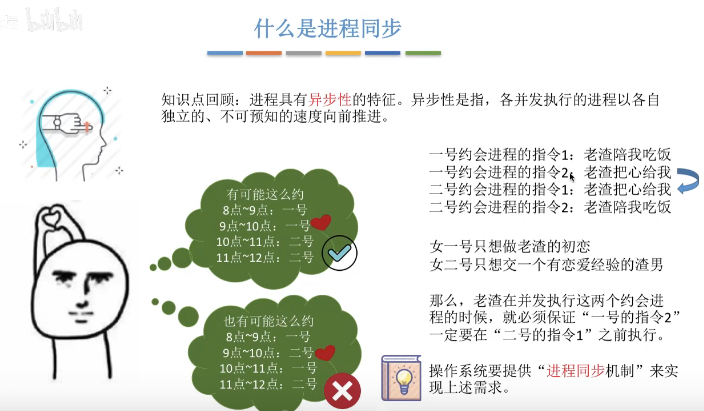 bilibili
什么是进程同步
知识点回顾：进程具有异步性的特征。异步性是指，各并发执行的进程以各自
独立的、不可预知的速度向前推进。
有可能这么约
8点~9点：一号
9点~10点：一号
10点~11点：二号
11点~12点：二号
也有可能这么约
8点~9点：一号
9点~10点：二号
10点~11点：一号
11点~12点：二号
一号约会进程的指令1：老渣陪我吃饭
一号约会进程的指令2：老渣把心给我
二号约会进程的指令1：老渣把心给我
二号约会进程的指令2：老渣陪我吃饭
女一号只想做老渣的初恋
女二号只想交一个有恋爱经验的渣男
那么，老渣在并发执行这两个约会进
程的时候，就必须保证“一号的指令2”
一定要在“二号的指令1”之前执行。
操作系统要提供“进程同步机制”来实
现上述需求。